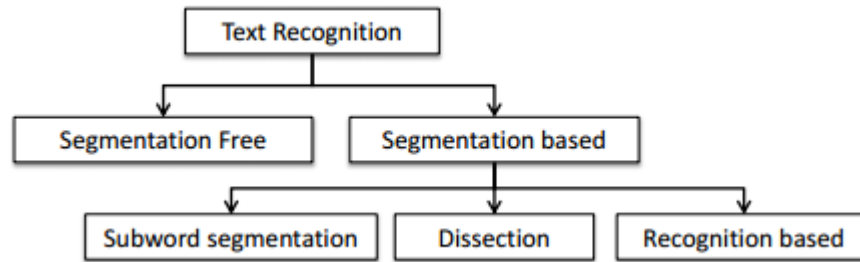 Text Recognition
Segmentation Free
Segmentation based
Subword segmentation
Dissection
Recognition based